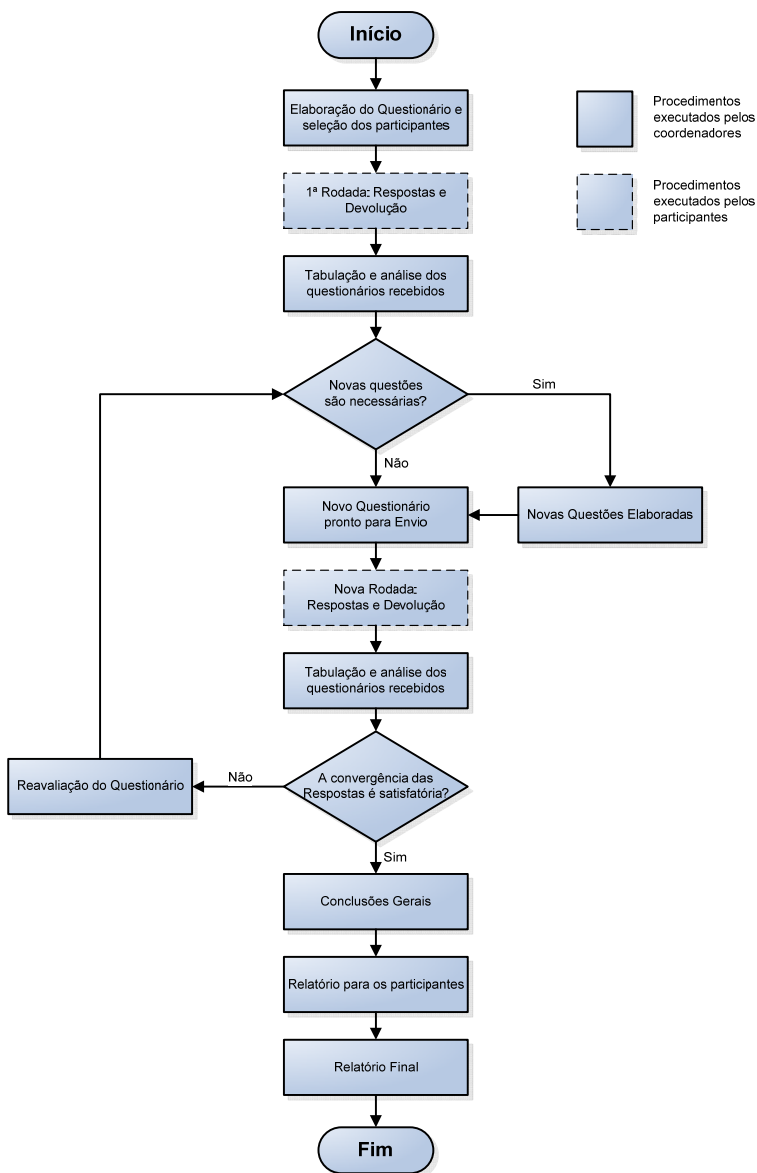 Início
Elaboração do Questionário e
seleção dos participantes
Procedimentos
executados pelos
coordenadores
1ª Rodada: Respostas e
Devolução
Procedimentos
executados pelos
participantes
Tabulação e análise dos
questionários recebidos
Novas questões
são necessárias?
Sim
Não
Novo Questionário
pronto para Envio
Novas Questões Elaboradas
Nova Rodada:
Respostas e Devolução
Tabulação e análise dos
questionários recebidos
A convergência das
Respostas é satisfatória?
Não
Reavaliação do Questionário
Sim
Conclusões Gerais
Relatório para os participantes
Relatório Final
Fim